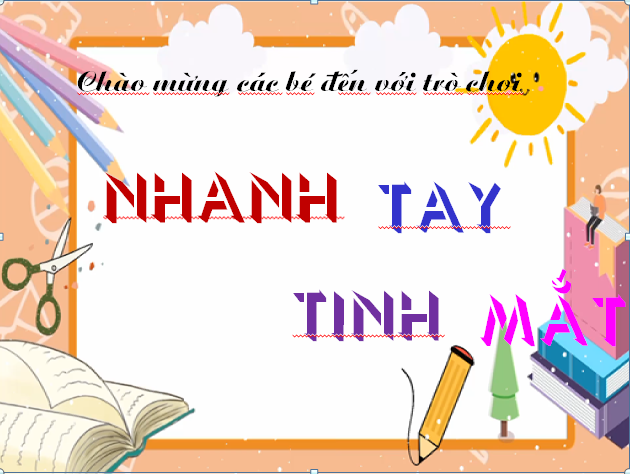 Chào mừng các bé đến với trò chơi
NHANH TAY
TINH MẮT